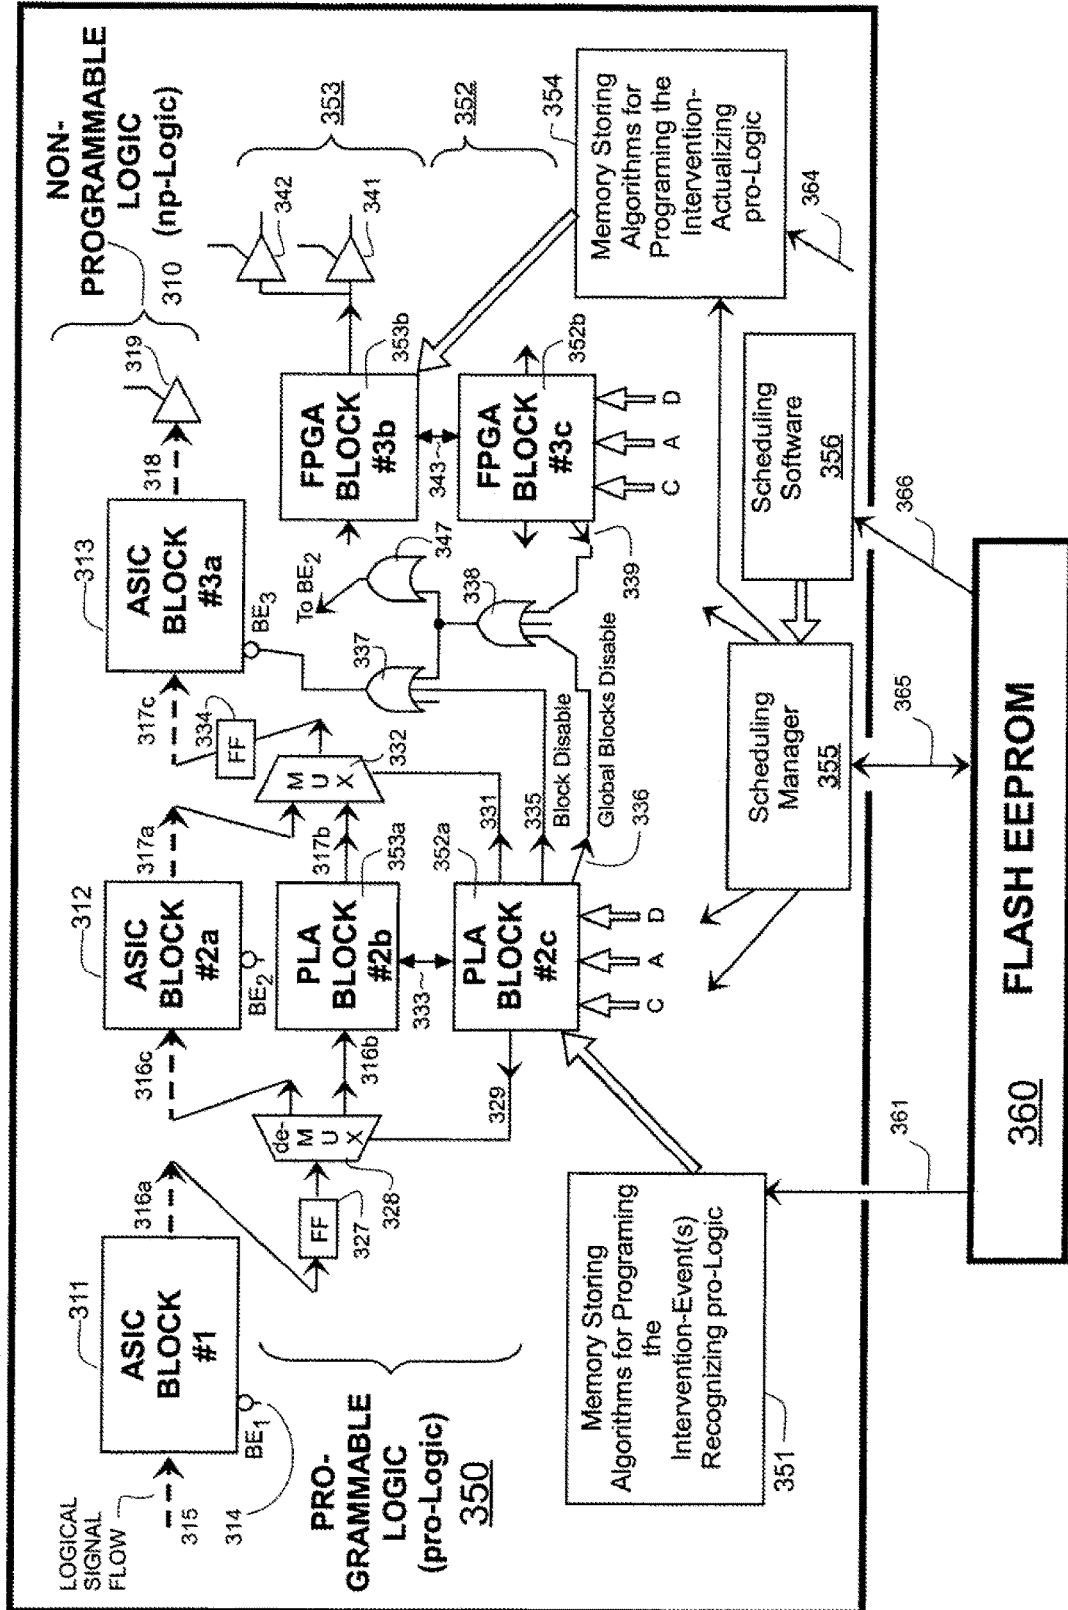 NON-
PROGRAMMABLE
LOGIC
(np-Logic)
310
LOGICAL
SIGNAL
FLOW
315
314
BE1
311
ASIC
BLOCK
#1
316a
316c
312
ASIC
BLOCK
#2a
BE2
317a
317c
313
ASIC
BLOCK
#3a
BE3
318
319
PRO-
GRAMMABLE
LOGIC
(pro-Logic)
350
FF
327
de-
M
U
X
328
316b
329
PLA
BLOCK
#2b
353a
317b
333
PLA
BLOCK
#2c
352a
C
A
D
M
U
X
332
FF
334
331
335
Block Disable
336
Global Blocks Disable
337
338
339
347
To BE2
FPGA
BLOCK
#3b
353b
343
FPGA
BLOCK
#3c
352b
C
A
D
342
341
353
352
Memory Storing
Algorithms for Programing
the
Intervention-Event(s)
Recognizing pro-Logic
351
Memory Storing
Algorithms for
Programing the
Intervention-
Actualizing
pro-Logic
354
364
Scheduling
Manager
355
Scheduling
Software
356
361
365
366
360
FLASH EEPROM